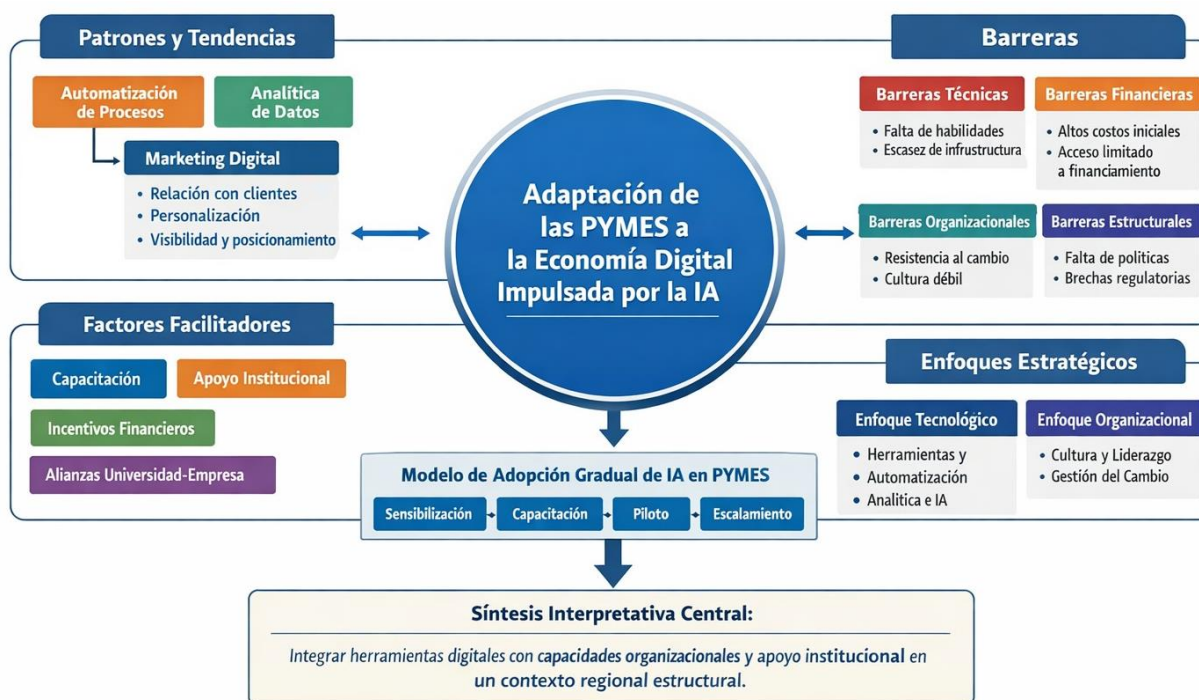 Patrones y Tendencias
Automatización
de Procesos
Analítica
de Datos
Marketing Digital
• Relación con clientes
• Personalización
• Visibilidad y posicionamiento
Adaptación de
las PYMES a
la Economía Digital
Impulsada por la IA
Barreras
Barreras Técnicas
• Falta de habilidades
• Escasez de infrustructura
Barreras Financieras
• Altos costos iniciales
• Acceso limitado
a financiamiento
Barreras Organizacionales
• Resistencia al cambio
• Cultura débil
Barreras Estructurales
• Falta de politicas
• Brechas regulatorias
Factores Facilitadores
Capacitación
Apoyo Institucional
Incentivos Financieros
Alianzas Universidad-Empresa
Enfoques Estratégicos
Enfoque Tecnológico
• Herramientas y
• Automatización
• Analitica e IA
Enfoque Organizacional
• Cultura y Liderazgo
• Gestión del Cambio
Modelo de Adopción Gradual de IA en PYMES
Sensibilización
Capacitación
Piloto
Escalamiento
Síntesis Interpretativa Central:
Integrar herramientas digitales con capacidades organizacionales y apoyo institucional en
un contexto regional estructural.